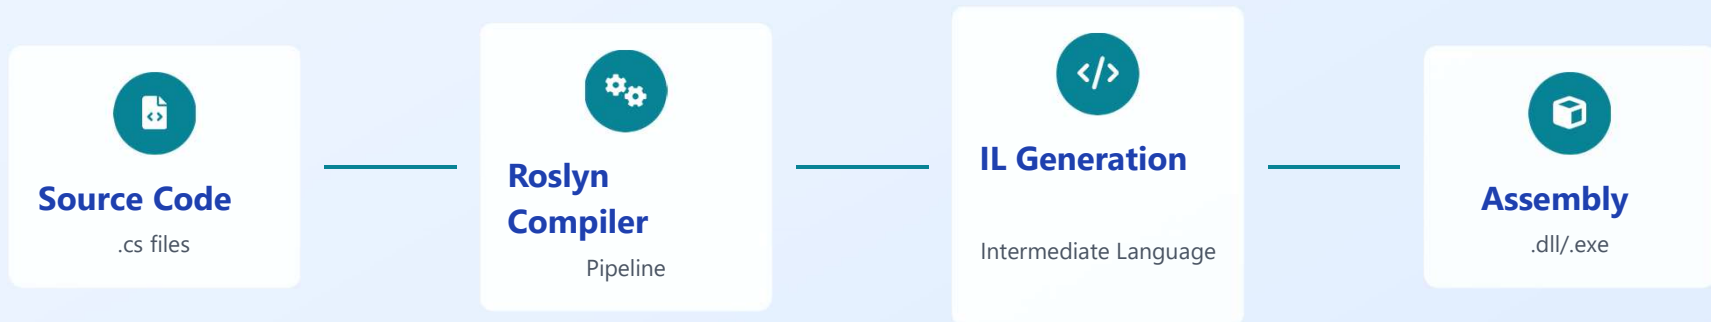 Source Code
.cs files
Roslyn
Compiler
Pipeline
IL Generation
Intermediate Language
Assembly
.dll/.exe